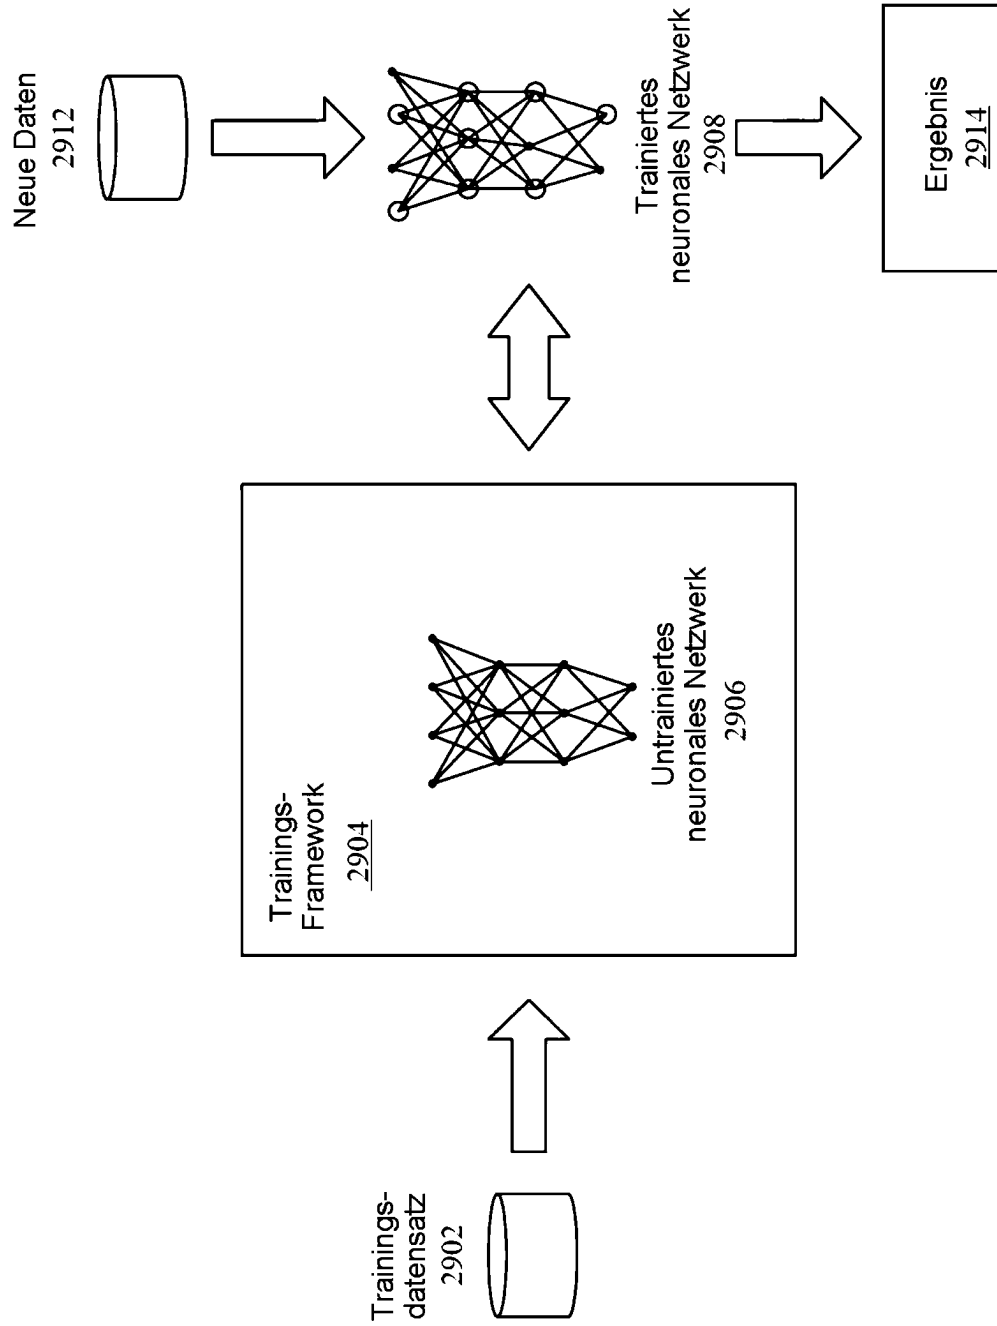 Trainings-
datensatz
2902
Trainings-
Framework
2904
Untrainiertes
neuronales Netzwerk
2906
Neue Daten
2912
Trainiertes
neuronales Netzwerk
2908
Ergebnis
2914